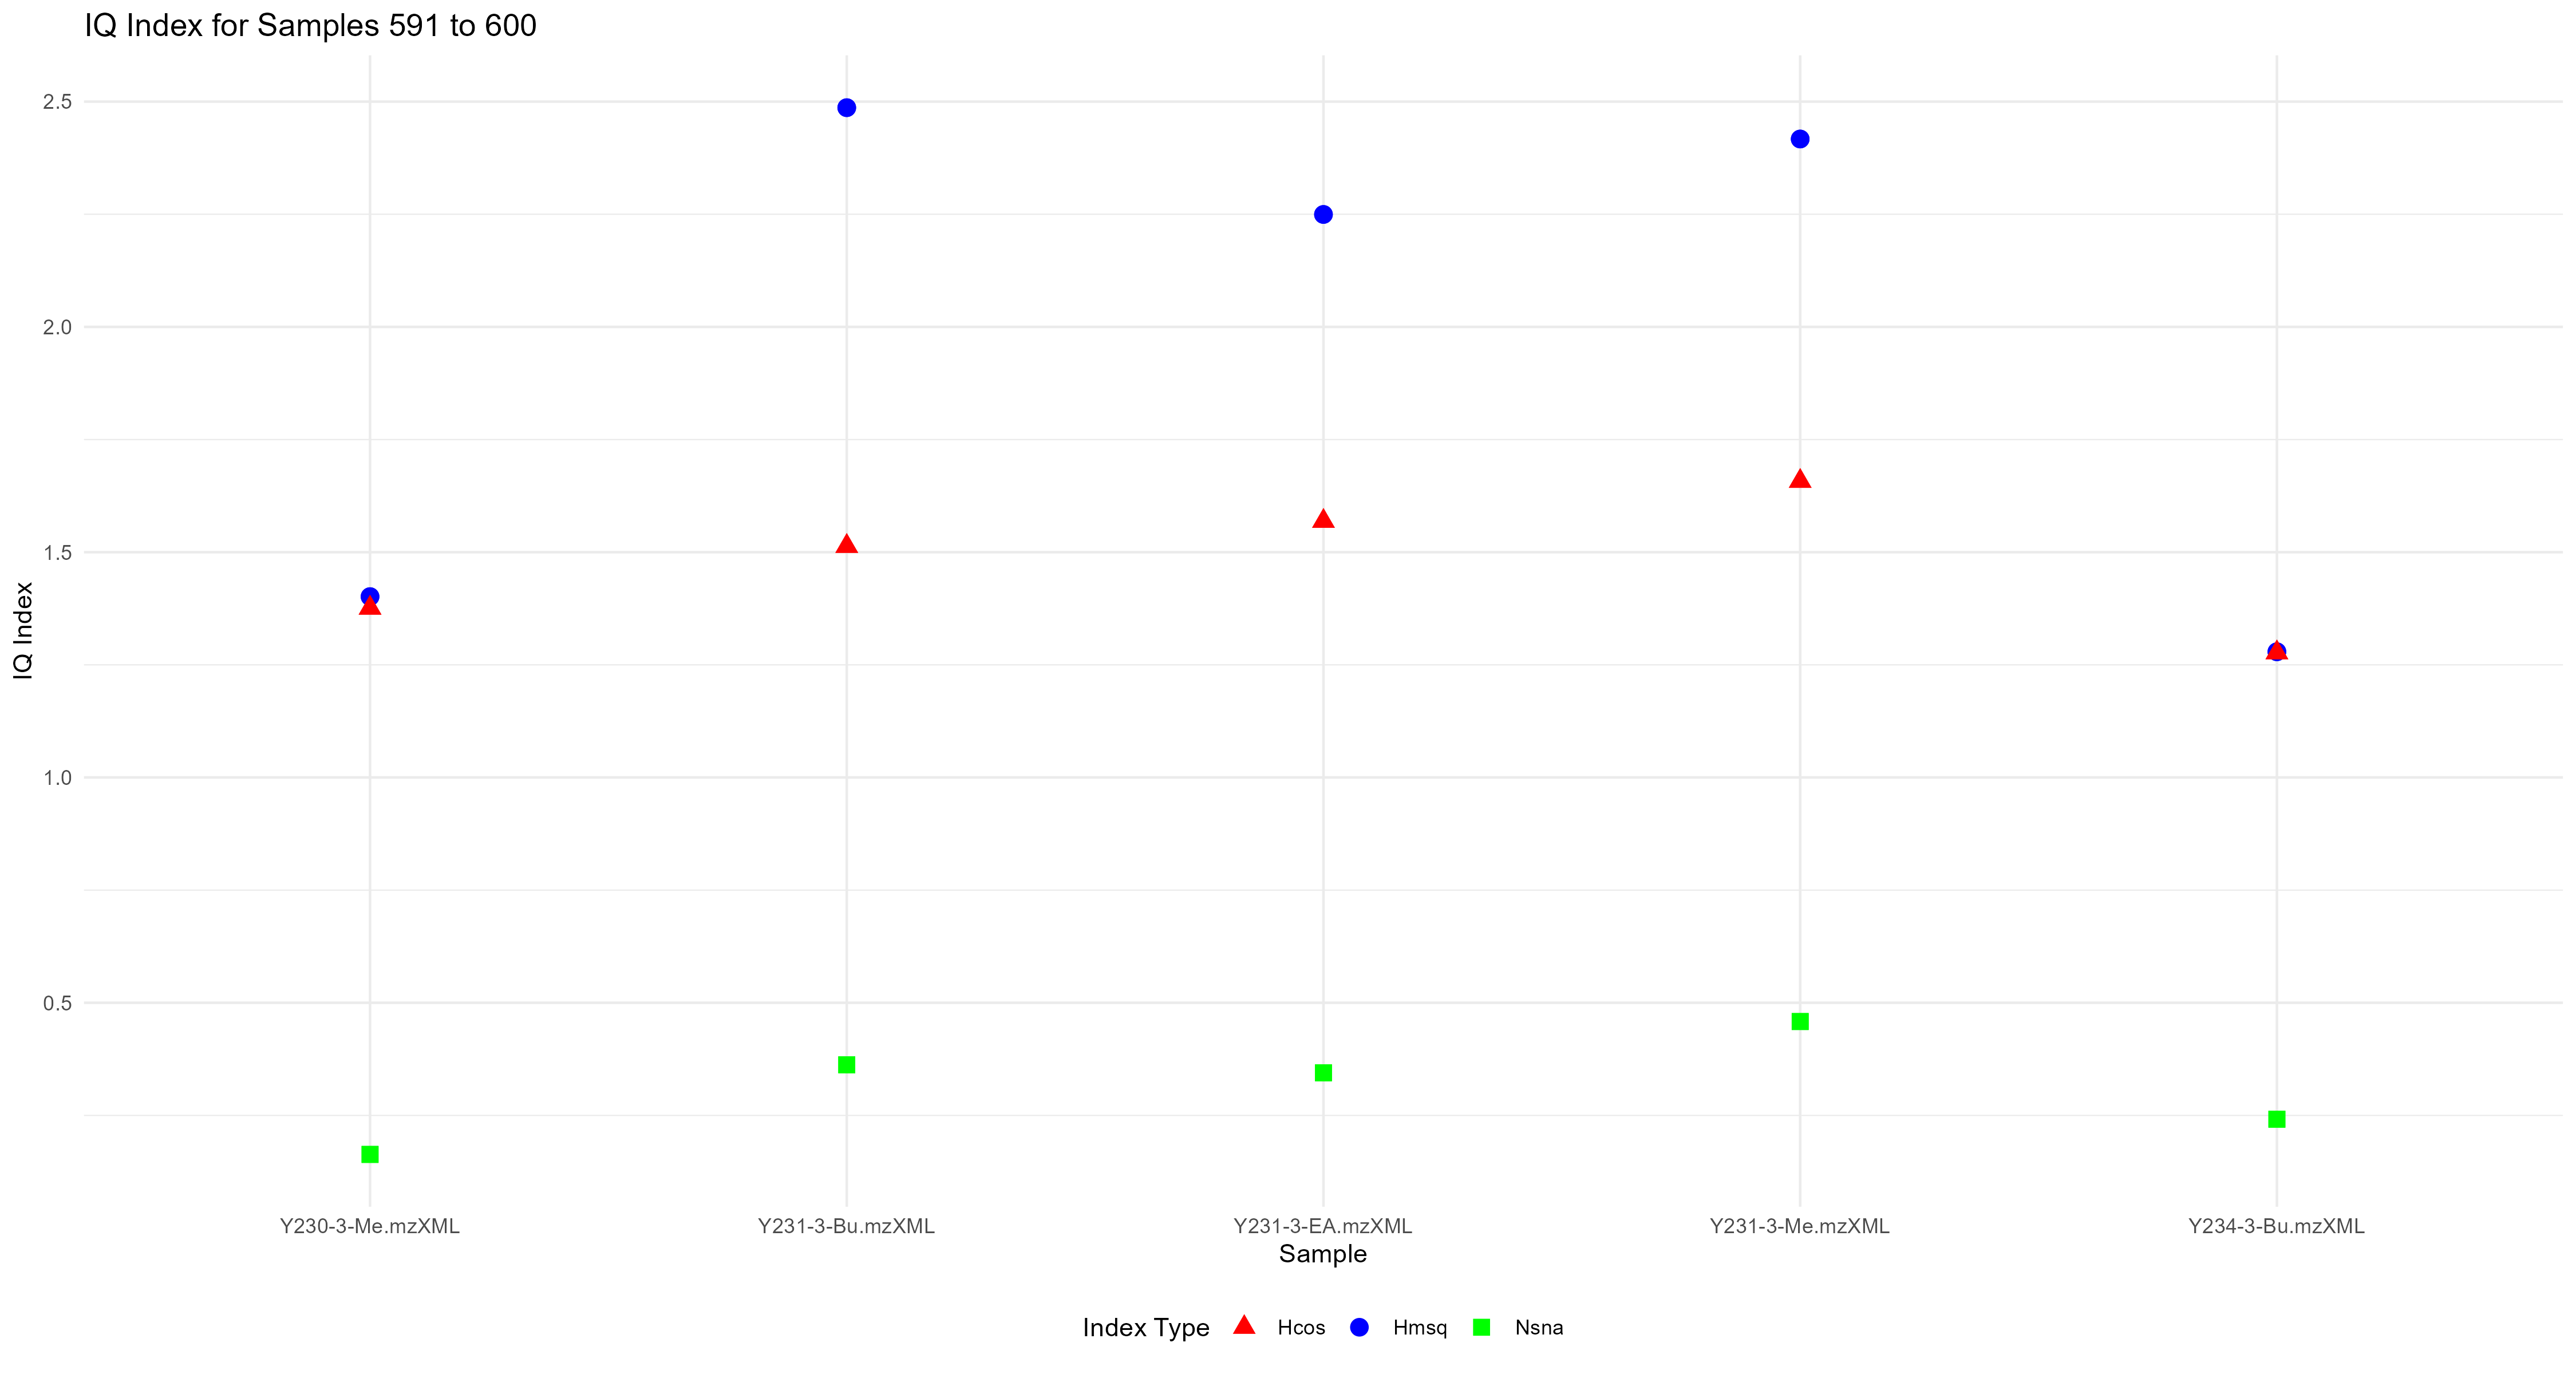 IQ Index for Samples 591 to 600
2.5
2.0
1.5
1.0
0.5
IQ Index
Y230-3-Me.mzXML Y231-3-Bu.mzXML Y231-3-EA.mzXML Y231-3-Me.mzXML Y234-3-Bu.mzXML
Sample
Index Type Hcos Hmsq Nsna